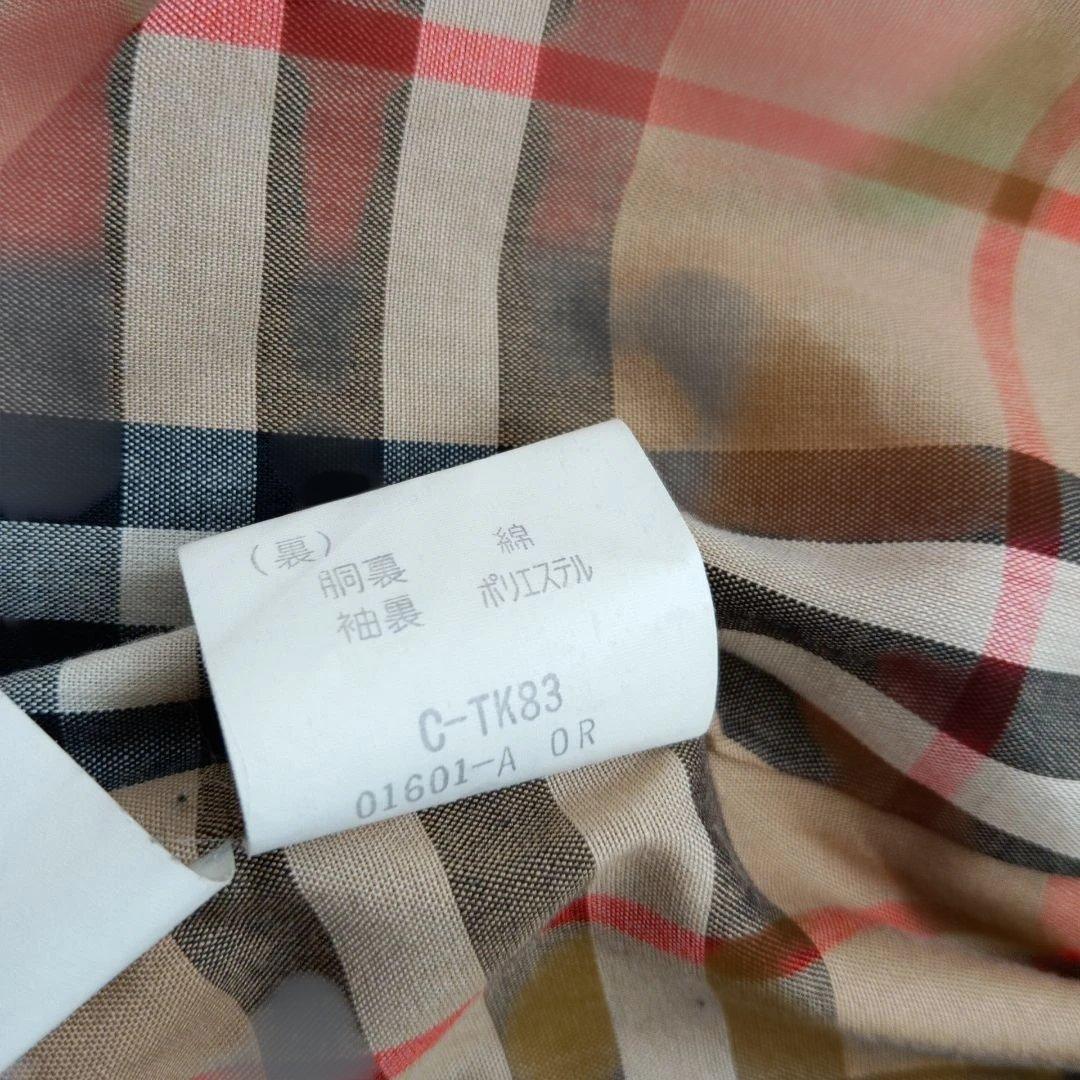 (裏)
胴裏 綿
袖裏 ポリエステル
C-TK83
01601-A OR